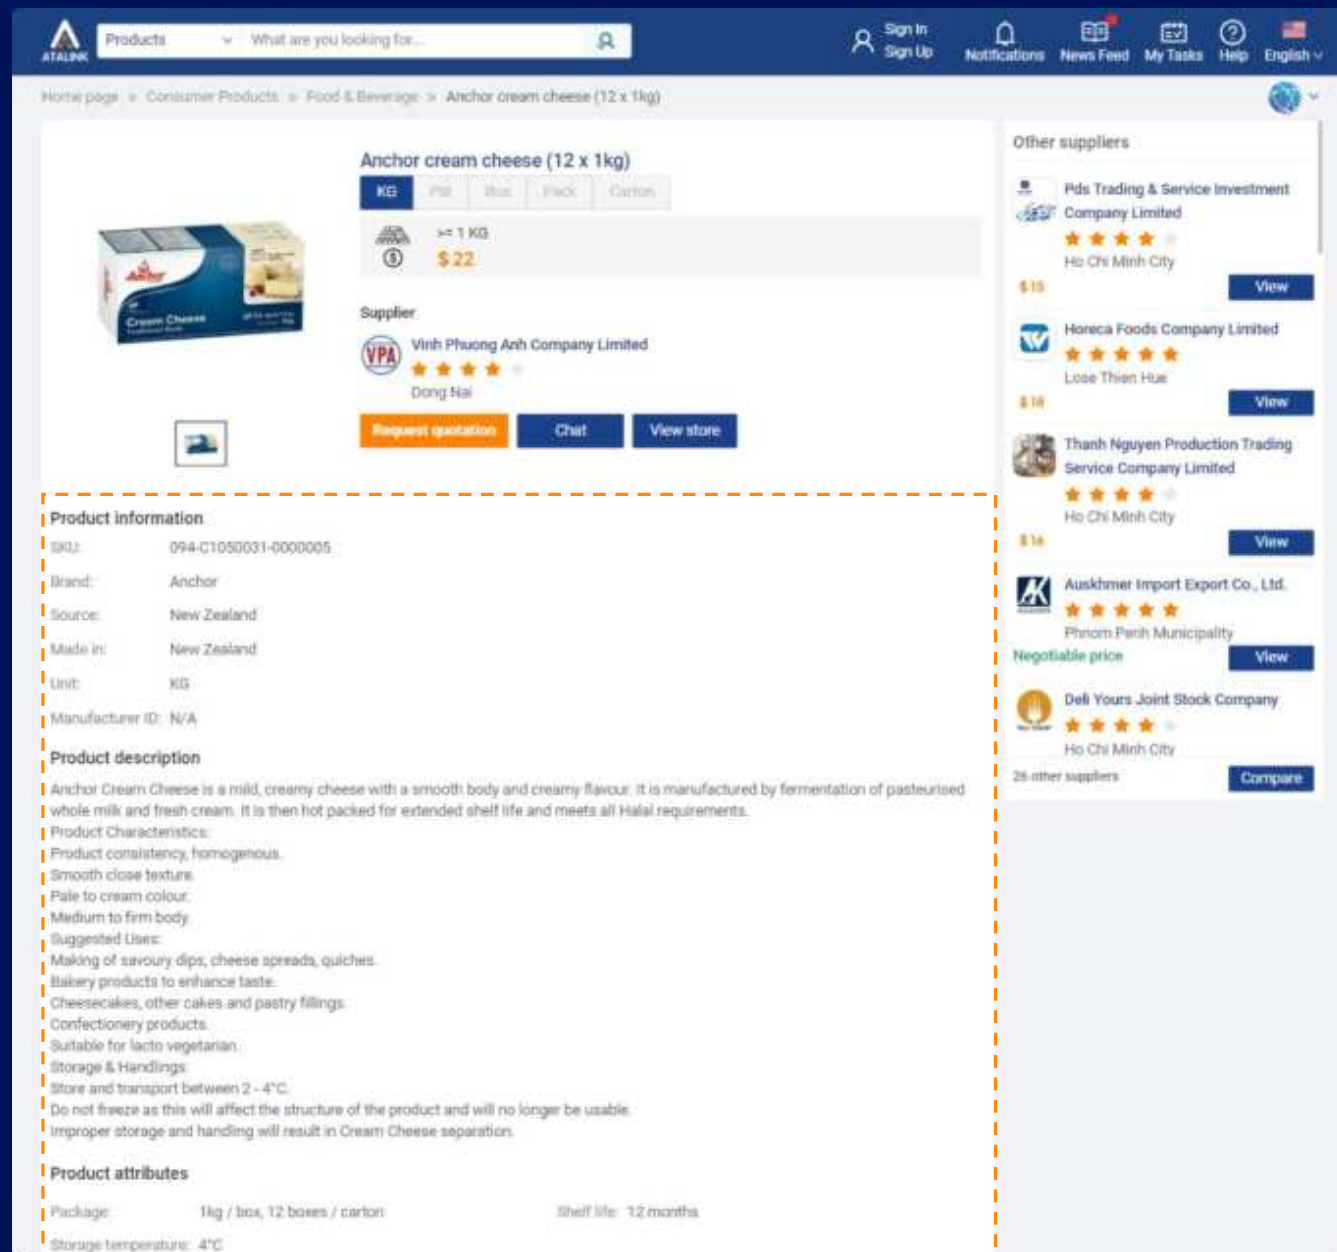 ATALINK
Products
What are you looking for...
Sign In
Sign Up
Notifications
News Feed
My Tasks
Help
English
Home page » Consumer Products » Food & Beverage » Anchor cream cheese (12 x 1kg)
Anchor cream cheese (12 x 1kg)
KG
Box
Pack
Carton
>= 1 KG
$ 22
Supplier
VPA
Vinh Phuong Anh Company Limited
Dong Nai
Request quotation
Chat
View store
Anchor
Cream Cheese
Product information
SKU: 094-C1050031-0000005
Brand: Anchor
Source: New Zealand
Made in: New Zealand
Unit: KG
Manufacturer ID: N/A
Product description
Anchor Cream Cheese is a mild, creamy cheese with a smooth body and creamy flavour. It is manufactured by fermentation of pasteurised
whole milk and fresh cream. It is then hot packed for extended shelf life and meets all Halal requirements.
Product Characteristics:
Product consistency, homogenous.
Smooth close texture.
Pale to cream colour.
Medium to firm body.
Suggested Uses:
Making of savoury dips, cheese spreads, quiches.
Bakery products to enhance taste.
Cheesecakes, other cakes and pastry fillings.
Confectionery products.
Suitable for lacto vegetarian.
Storage & Handlings:
Store and transport between 2 - 4°C.
Do not freeze as this will affect the structure of the product and will no longer be usable.
Improper storage and handling will result in Cream Cheese separation.
Product attributes
Package: 1kg / box, 12 boxes / carton
Shelf life: 12 months
Storage temperature: 4°C
Other suppliers
Pds Trading & Service Investment
Company Limited
Ho Chi Minh City
$ 15
View
Horeca Foods Company Limited
Lose Thien Hue
$ 18
View
Thanh Nguyen Production Trading
Service Company Limited
Ho Chi Minh City
$ 16
View
Auskhmer Import Export Co., Ltd.
Phnom Penh Municipality
Negotiable price
View
Deli Yours Joint Stock Company
Ho Chi Minh City
26 other suppliers
Compare